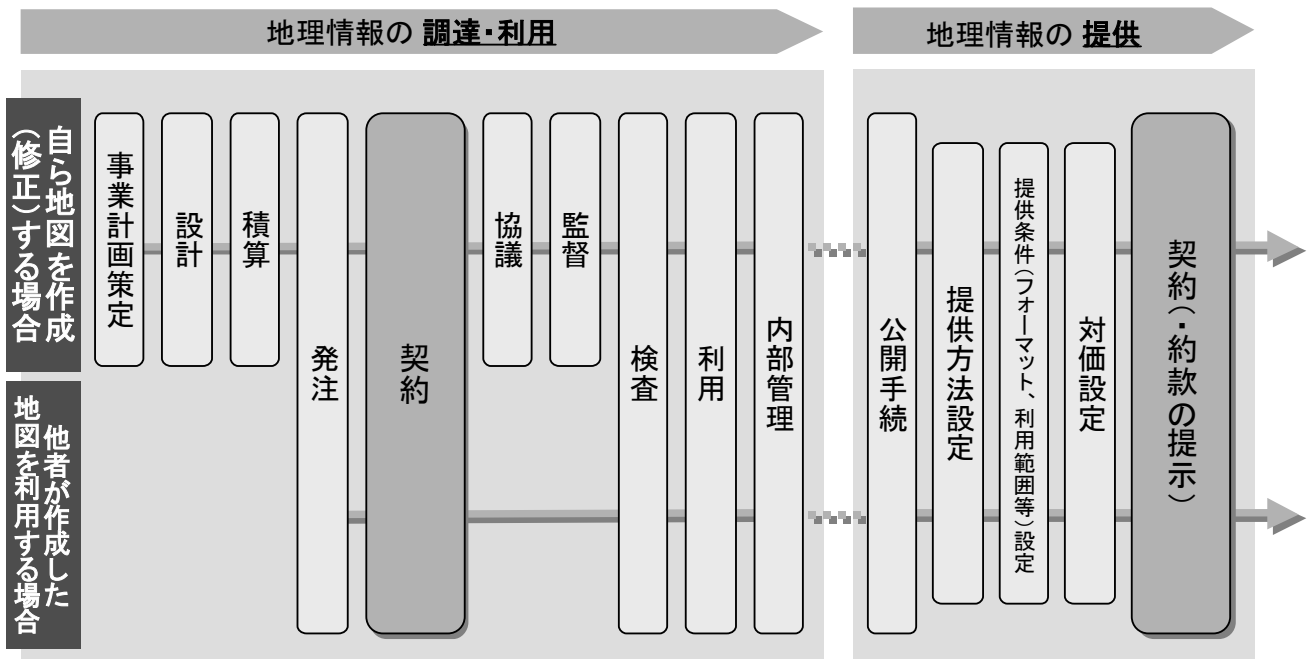 地理情報の 調達・利用
地理情報の 提供
自ら地図を作成
（修正）する場合
事業計画策定
設計
積算
発注
契約
協議
監督
検査
利用
内部管理
公開手続
提供方法設定
提供条件（フォーマット、利用範囲等）設定
対価設定
契約（・約款の提示）
他者が作成した
地図を利用する場合